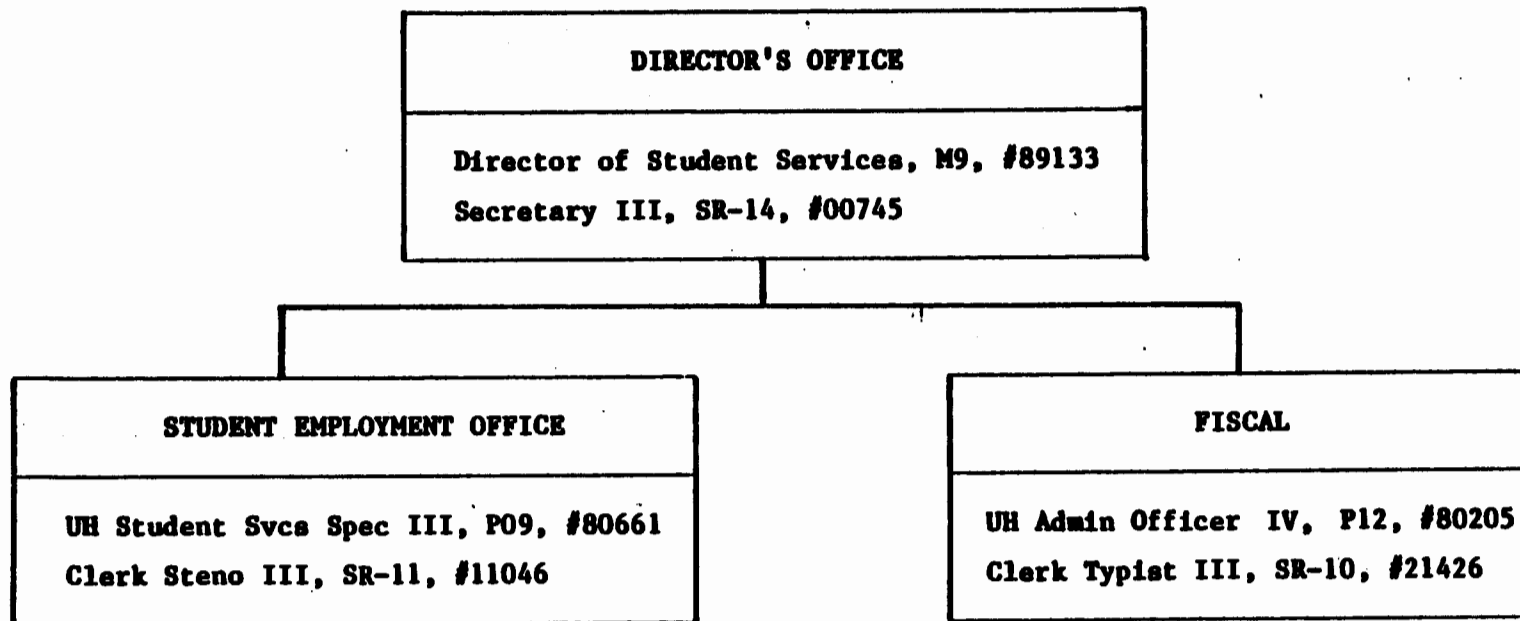 DIRECTOR'S OFFICE
Director of Student Services, M9, #89133
Secretary III, SR-14, #00745
STUDENT EMPLOYMENT OFFICE
UH Student Svcs Spec III, P09, #80661
Clerk Steno III, SR-11, #11046
FISCAL
UH Admin Officer IV, P12, #80205
Clerk Typist III, SR-10, #21426